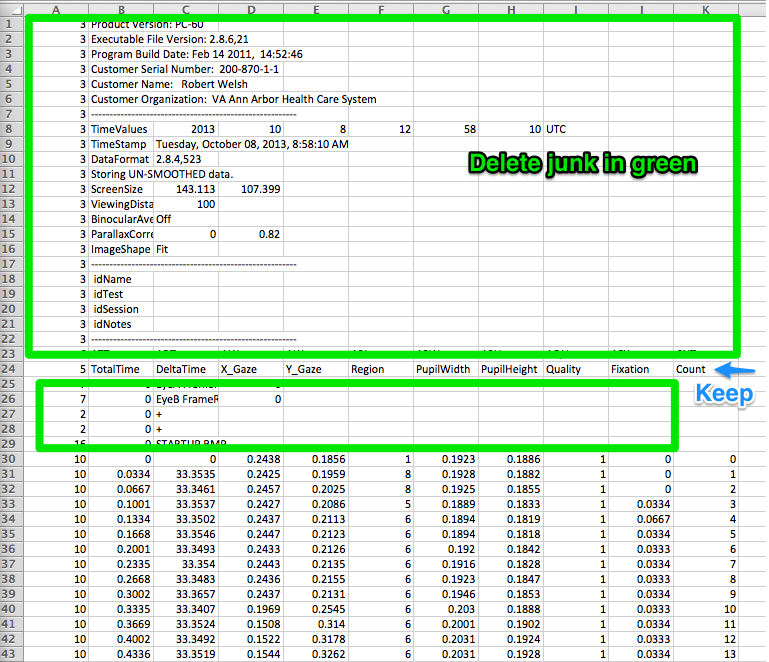 A B C D E F G H I J K
1 3 Product Version: PC-60
2 3 Executable File Version: 2.8.6,21
3 3 Program Build Date: Feb 14 2011, 14:52:46
4 3 Customer Serial Number: 200-870-1-1
5 3 Customer Name: Robert Welsh
6 3 Customer Organization: VA Ann Arbor Health Care System
7 3 ---------------------------------------------------------
8 3 TimeValues 2013 10 8 12 58 10 UTC
9 3 TimeStamp Tuesday, October 08, 2013, 8:58:10 AM
10 3 DataFormat 2.8.4,523
Delete junk in green
11 3 Storing UN-SMOOTHED data.
12 3 ScreenSize 143.113 107.399
13 3 ViewingDista 100
14 3 BinocularAve Off
15 3 ParallaxCorre 0 0.82
16 3 ImageShape Fit
17 3 ---------------------------------------------------------
18 3 idName
19 3 idTest
20 3 idSession
21 3 idNotes
22 3 ---------------------------------------------------------
23
24 5 TotalTime DeltaTime X_Gaze Y_Gaze Region PupilWidth PupilHeight Quality Fixation Count
Keep
25
26 7 0 EyeB FrameR 0
27 2 0 +
28 2 0 +
29 16 0 STARTUP.BMP
30 10 0 0 0.2438 0.1856 1 0.1923 0.1886 1 0 0
31 10 0.0334 33.3535 0.2425 0.1959 8 0.1928 0.1882 1 0 1
32 10 0.0667 33.3461 0.2457 0.2025 8 0.1925 0.1855 1 0 2
33 10 0.1001 33.3537 0.2427 0.2086 5 0.1889 0.1833 1 0.0334 3
34 10 0.1334 33.3502 0.2437 0.2113 6 0.1894 0.1819 1 0.0667 4
35 10 0.1668 33.3546 0.2447 0.2123 6 0.1894 0.1818 1 0.0334 5
36 10 0.2001 33.3493 0.2433 0.2126 6 0.192 0.1842 1 0.0333 6
37 10 0.2335 33.354 0.2443 0.2135 6 0.1916 0.1828 1 0.0334 7
38 10 0.2668 33.3483 0.2436 0.2155 6 0.1923 0.1847 1 0.0333 8
39 10 0.3002 33.3657 0.2437 0.2131 6 0.1946 0.1853 1 0.0334 9
40 10 0.3335 33.3407 0.1969 0.2545 6 0.203 0.1888 1 0.0333 10
41 10 0.3669 33.3524 0.1508 0.314 6 0.2001 0.1902 1 0.0334 11
42 10 0.4002 33.3492 0.1522 0.3178 6 0.2031 0.1924 1 0.0333 12
43 10 0.4336 33.3519 0.1544 0.3262 6 0.2031 0.1928 1 0.0334 13